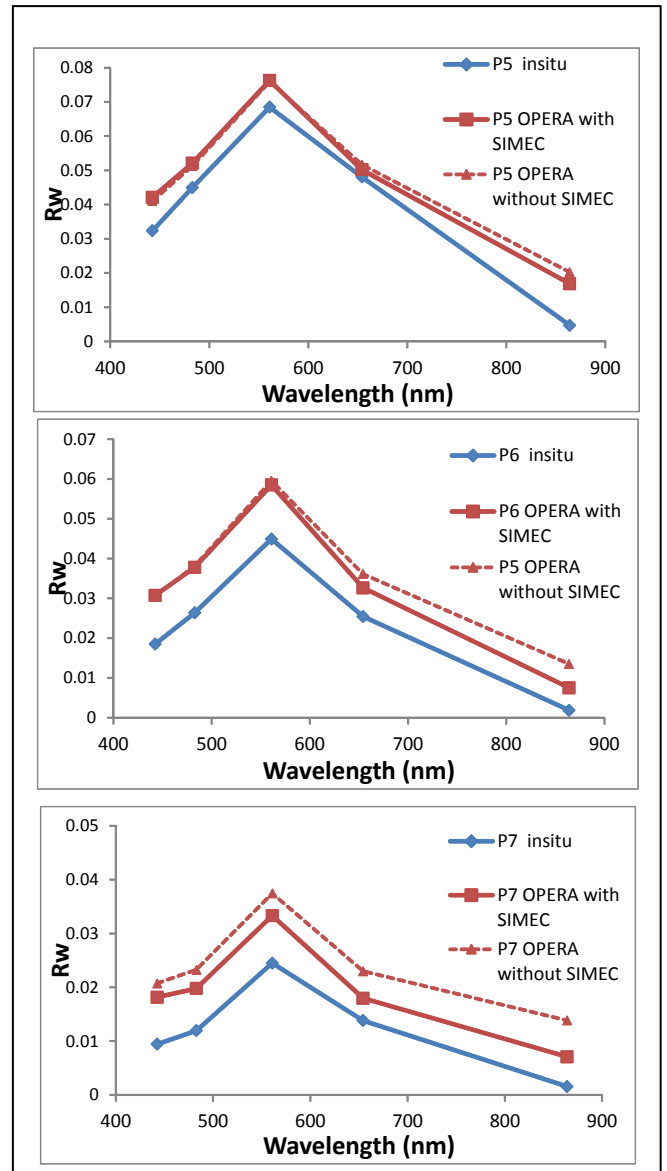 0.08
0.07
0.06
0.05
0.04
0.03
0.02
0.01
0
Rw
400 500 600 700 800 900
Wavelength (nm)
P5 insitu
P5 OPERA with
SIMEC
P5 OPERA
without SIMEC
0.07
0.06
0.05
0.04
0.03
0.02
0.01
0
Rw
400 500 600 700 800 900
Wavelength (nm)
P6 insitu
P6 OPERA with
SIMEC
P5 OPERA
without SIMEC
0.05
0.04
0.03
0.02
0.01
0
Rw
400 500 600 700 800 900
Wavelength (nm)
P7 insitu
P7 OPERA with
SIMEC
P7 OPERA
without SIMEC